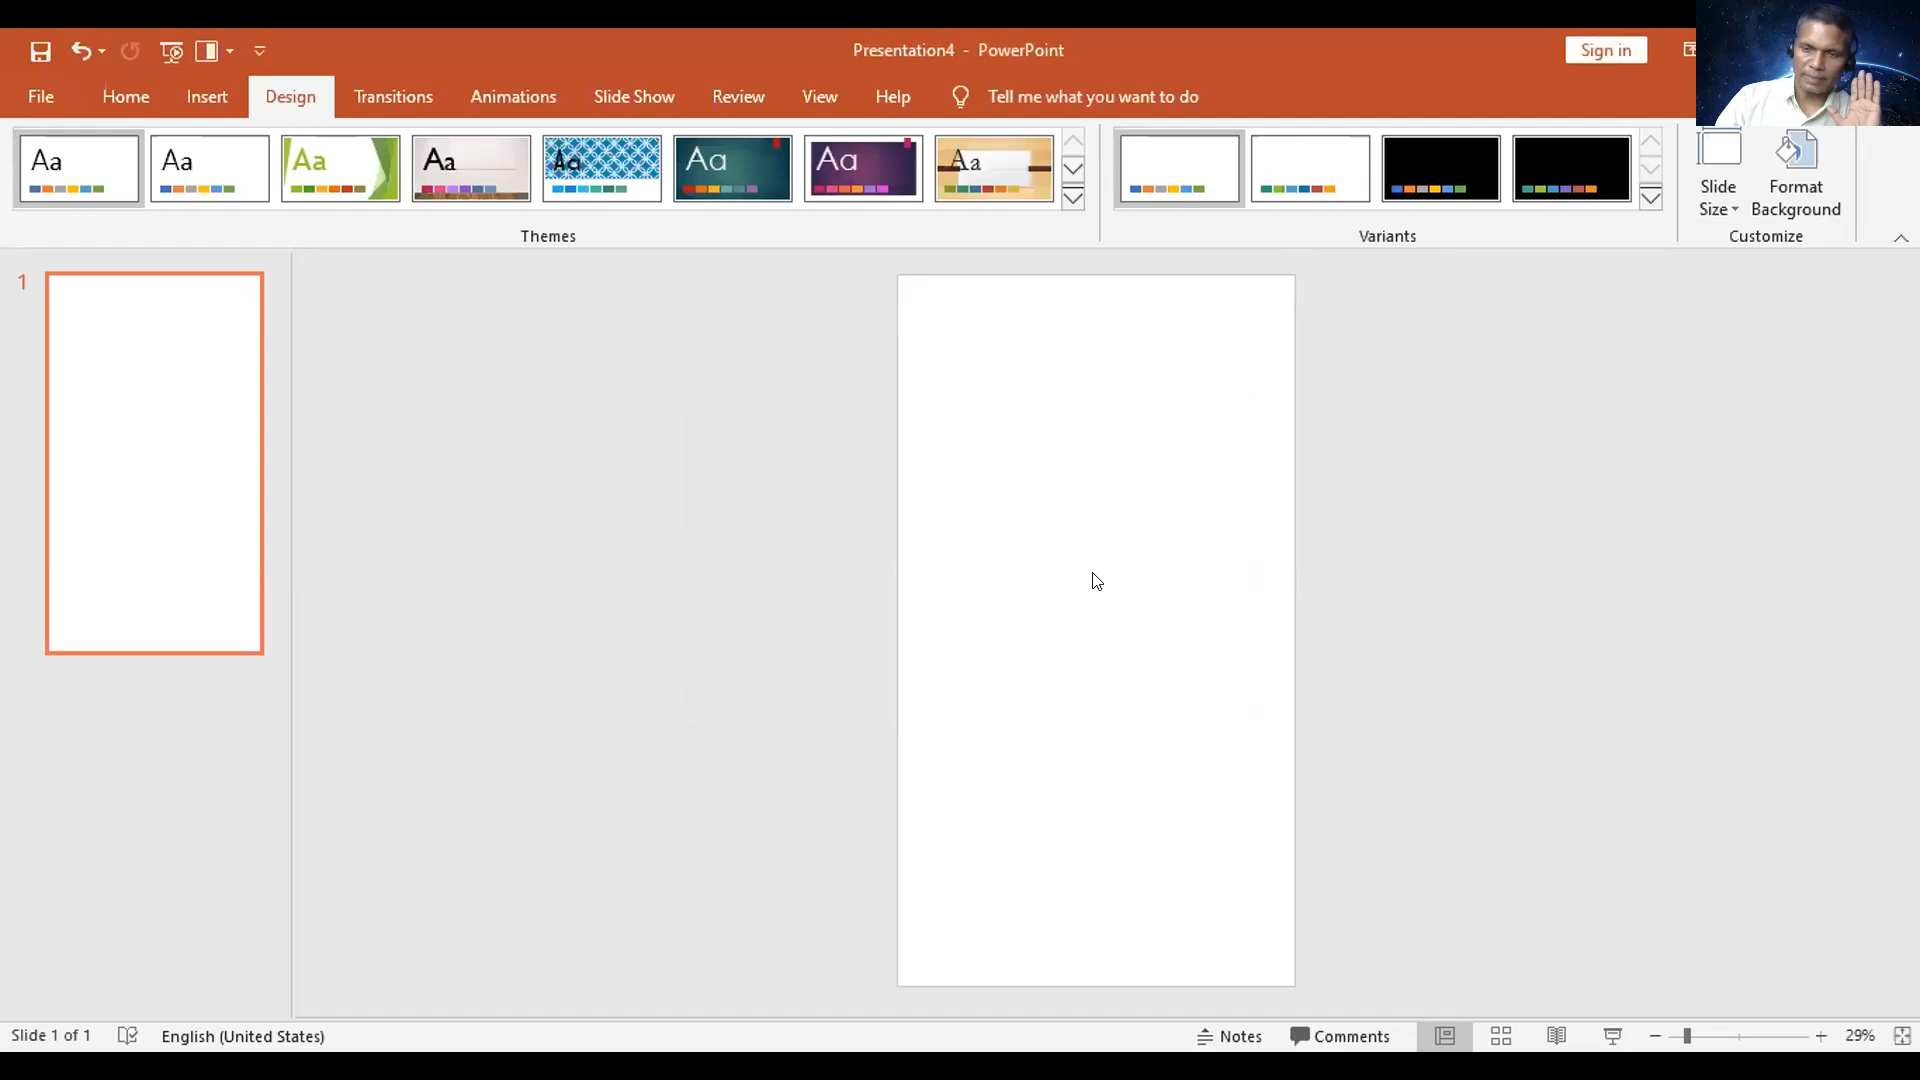 Presentation4 - PowerPoint
Sign in
File Home Insert Design Transitions Animations Slide Show Review View Help Tell me what you want to do
Aa Aa Aa Aa Aa Aa Aa Aa
Slide Size
Format Background
Themes Variants Customize
1
Slide 1 of 1 English (United States) Notes Comments 29%